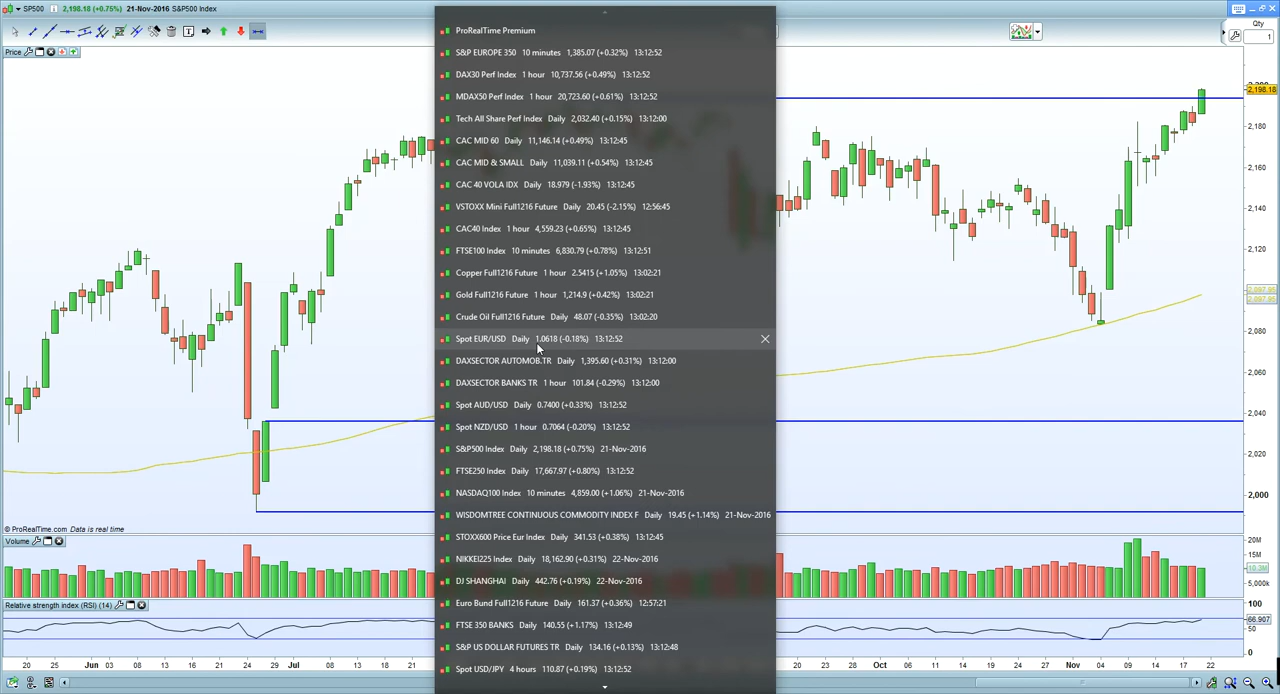 SP500 2,198.18 (+0.75%) 21-Nov-2016 S&P500 Index
Qty
1
Price
ProRealTime Premium
S&P EUROPE 350 10 minutes 1,385.07 (+0.32%) 13:12:52
DAX30 Perf Index 1 hour 10,737.56 (+0.49%) 13:12:52
MDAX50 Perf Index 1 hour 20,723.60 (+0.61%) 13:12:52
Tech All Share Perf Index Daily 2,032.40 (+0.15%) 13:12:00
CAC MID 60 Daily 11,146.14 (+0.49%) 13:12:45
CAC MID & SMALL Daily 11,039.11 (+0.54%) 13:12:45
CAC 40 VOLA IDX Daily 18.979 (-1.93%) 13:12:45
VSTOXX Mini Full1216 Future Daily 20.45 (-2.15%) 12:56:45
CAC40 Index 1 hour 4,559.23 (+0.65%) 13:12:45
FTSE100 Index 10 minutes 6,830.79 (+0.78%) 13:12:51
Copper Full1216 Future 1 hour 2.5415 (+1.05%) 13:02:21
Gold Full1216 Future 1 hour 1,214.9 (+0.42%) 13:02:21
Crude Oil Full1216 Future Daily 48.07 (-0.35%) 13:02:20
Spot EUR/USD Daily 1.0618 (-0.18%) 13:12:52
DAXSECTOR AUTOMOB.TR Daily 1,395.60 (+0.31%) 13:12:00
DAXSECTOR BANKS TR 1 hour 101.84 (-0.29%) 13:12:00
Spot AUD/USD Daily 0.7400 (+0.33%) 13:12:52
Spot NZD/USD 1 hour 0.7064 (-0.20%) 13:12:52
S&P500 Index Daily 2,198.18 (+0.75%) 21-Nov-2016
FTSE250 Index Daily 17,667.97 (+0.80%) 13:12:52
NASDAQ100 Index 10 minutes 4,859.00 (+1.06%) 21-Nov-2016
WISDOMTREE CONTINUOUS COMMODITY INDEX F Daily 19.45 (+1.14%) 21-Nov-2016
STOXX600 Price Eur Index Daily 341.53 (+0.38%) 13:12:45
NIKKEI225 Index Daily 18,162.90 (+0.31%) 22-Nov-2016
DJ SHANGHAI Daily 442.76 (+0.19%) 22-Nov-2016
Euro Bund Full1216 Future Daily 161.37 (+0.36%) 12:57:21
FTSE 350 BANKS Daily 140.55 (+1.17%) 13:12:49
S&P US DOLLAR FUTURES TR Daily 134.16 (+0.13%) 13:12:48
Spot USD/JPY 4 hours 110.87 (+0.19%) 13:12:52
2,198.18
2,180
2,160
2,140
2,120
2,080
2,060
2,040
2,020
2,000
© ProRealTime.com Data is real time
Volume
20M
15M
10.3M
5,000k
Relative strength index (RSI) (14)
100
66.907
50
0
20 25 Jun 03 08 13 16 21 24 Jul 08 13 18 21 20 23 28 Oct 06 11 14 19 24 27 Nov 04 09 14 17 22